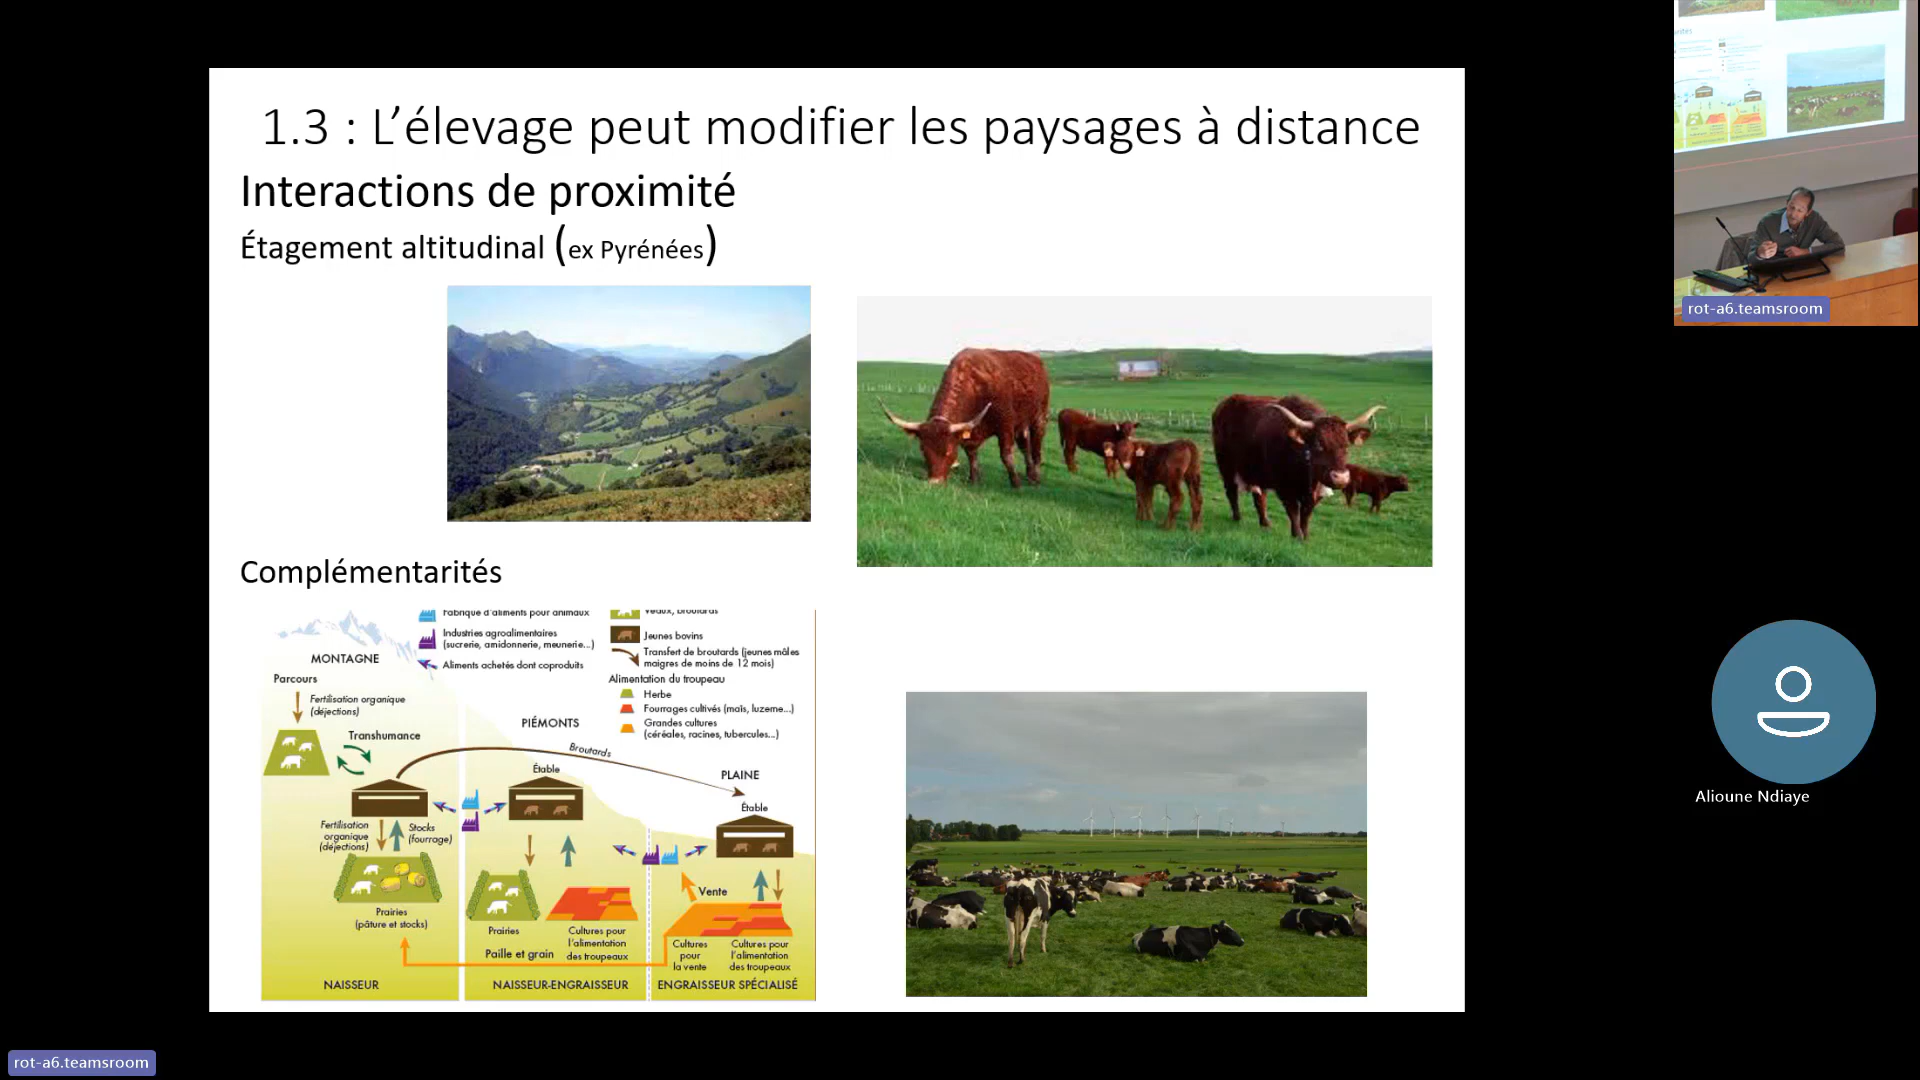 1.3 : L’élevage peut modifier les paysages à distance
Interactions de proximité
Étagement altitudinal (ex Pyrénées)
Complémentarités
Fabrique d'aliments pour animaux
Industries agroalimentaires
(sucrerie, amidonnerie, meunerie...)
Aliments achetés dont coproduits
Veaux, broutards
Jeunes bovins
Transfert de broutards (jeunes mâles
maigres de moins de 12 mois)
Alimentation du troupeau
Herbe
Fourrages cultivés (maïs, luzerne...)
Grandes cultures
(céréales, racines, tubercules...)
MONTAGNE
Parcours
Fertilisation organique
(déjections)
Transhumance
PIÉMONTS
Broutards
Étable
PLAINE
Étable
Fertilisation
organique
(déjections)
Stocks
(fourrage)
Vente
Prairies
(pâture et stocks)
Prairies
Cultures pour
l'alimentation
des troupeaux
Paille et grain
Cultures
pour
la vente
Cultures pour
l'alimentation
des troupeaux
NAISSEUR
NAISSEUR-ENGRAISSEUR
ENGRAISSEUR SPÉCIALISÉ
rot-a6.teamsroom
Alioune Ndiaye
rot-a6.teamsroom